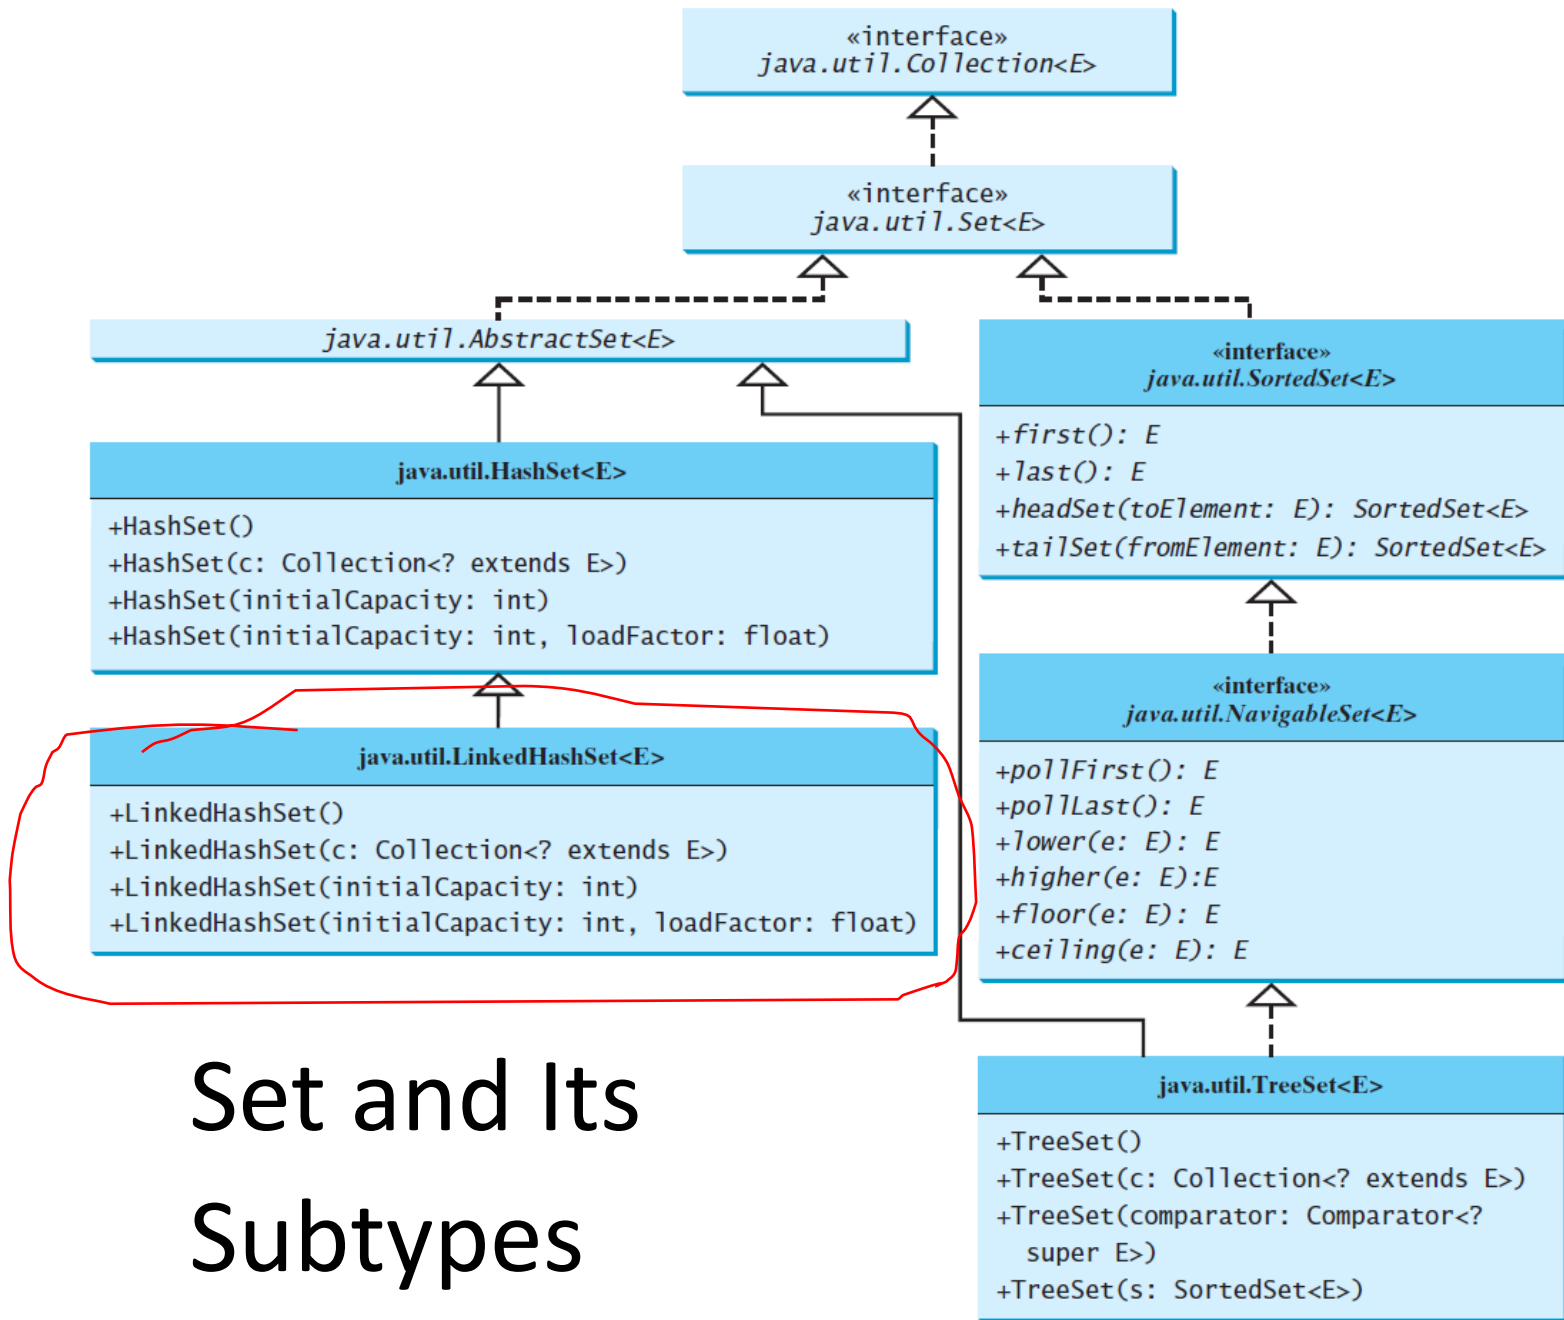 «interface»
java.util.Collection<E>
«interface»
java.util.Set<E>
java.util.AbstractSet<E>
«interface»
java.util.SortedSet<E>
+first(): E
+last(): E
+headSet(toElement: E): SortedSet<E>
+tailSet(fromElement: E): SortedSet<E>
java.util.HashSet<E>
+HashSet()
+HashSet(c: Collection<? extends E>)
+HashSet(initialCapacity: int)
+HashSet(initialCapacity: int, loadFactor: float)
«interface»
java.util.NavigableSet<E>
+pollFirst(): E
+pollLast(): E
+lower(e: E): E
+higher(e: E):E
+floor(e: E): E
+ceiling(e: E): E
java.util.LinkedHashSet<E>
+LinkedHashSet()
+LinkedHashSet(c: Collection<? extends E>)
+LinkedHashSet(initialCapacity: int)
+LinkedHashSet(initialCapacity: int, loadFactor: float)
Set and Its
Subtypes
java.util.TreeSet<E>
+TreeSet()
+TreeSet(c: Collection<? extends E>)
+TreeSet(comparator: Comparator<?
super E>)
+TreeSet(s: SortedSet<E>)